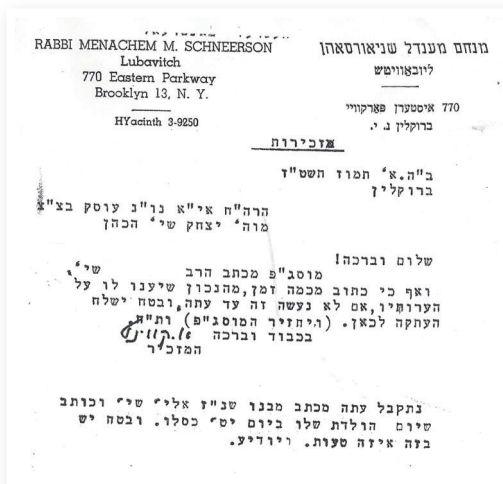 RABBI MENACHEM M. SCHNEERSON
Lubavitch
770 Eastern Parkway
Brooklyn 13, N. Y.
HYacinth 3-9250
מנחם מענדל שניאורסאהן
ליובאוויטש
770 איסטערן פארקוויי
ברוקלין נ. י.
מזכירות
ב"ה.א' תמוז תשט"ז
ברוקלין
הרה"ח אי"א נו"נ עוסק בצ"צ
מוה' יצחק שי' הכהן
שלום וברכה!
מוסג"פ מכתב הרב שי',
ואף כי כתוב מכמה זמן,מהנכון שיענו לו על
הערותיו,אם לא נעשה זה עד עתה,ובטח ישלח
העתקה לכאן. (ויחזיר המוסג"פ) ות"ח.
בכבוד וברכה
המזכיר
נתקבל עתה מכתב מבנו שנ"ז אלי' שי' וכותב
שיום הולדת שלו ביום יט' כסלו. ובטח יש
בזה איזה טעות. ויודיע.